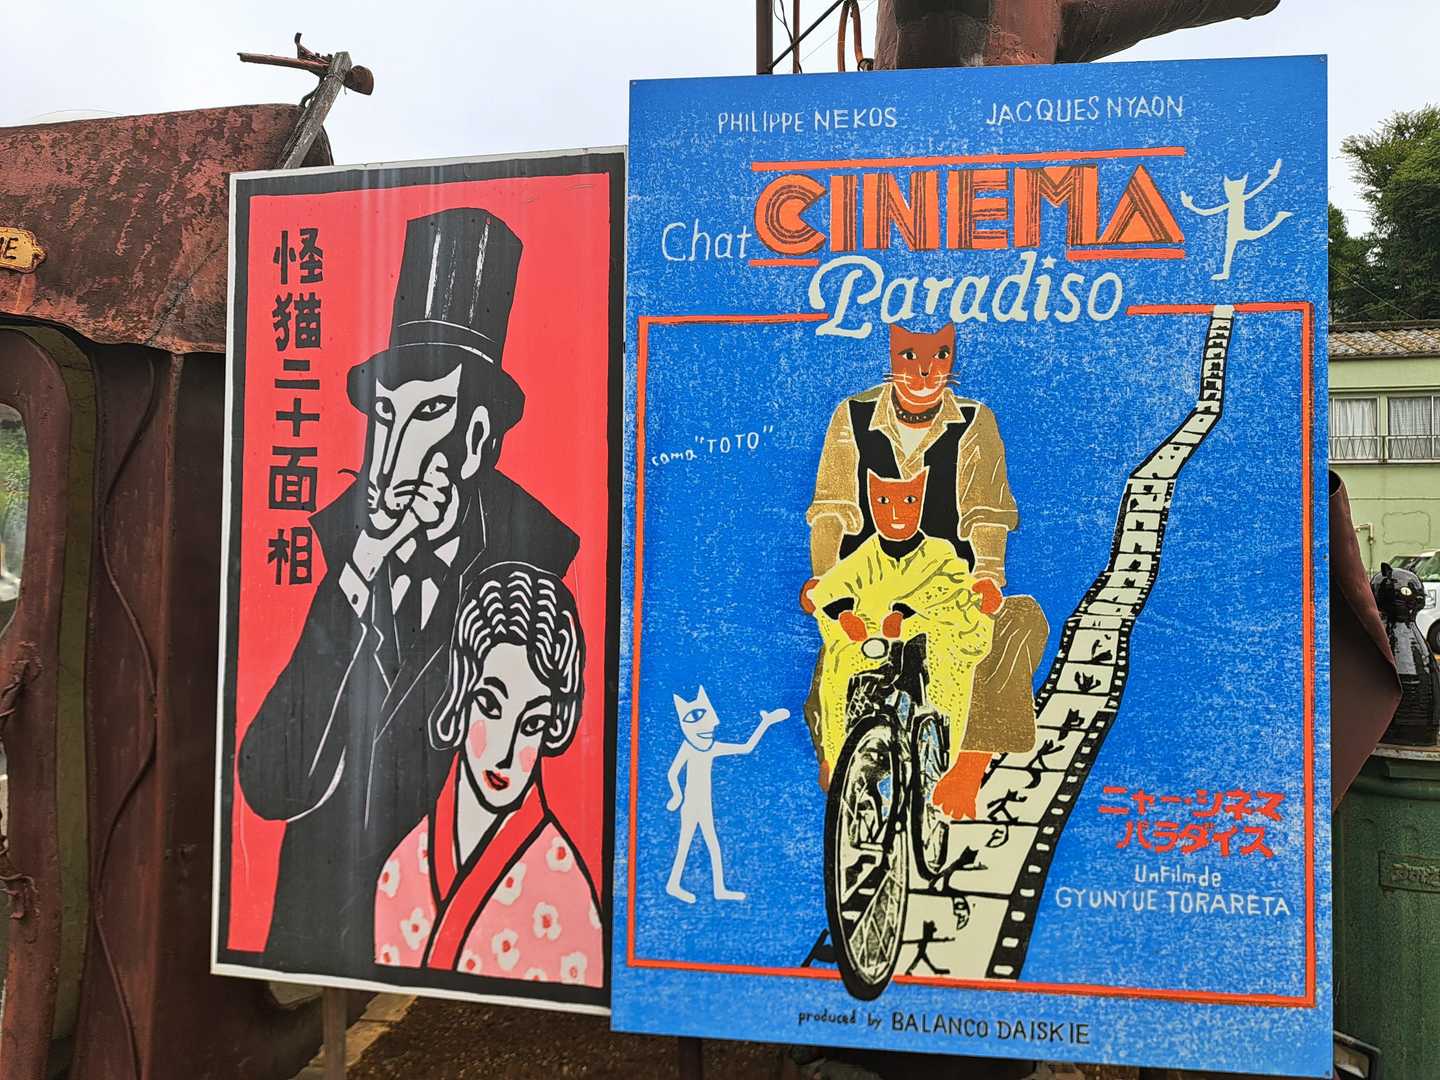 怪猫二十面相
PHILIPPE NEKOS
JACQUES NYAON
Chat CINEMA
Paradiso
coma "TOTO"
ニャー・シネマ
パラダイス
UnFilmde
GYUNYUE TORARETA
produced by BALANCO DAISKIE